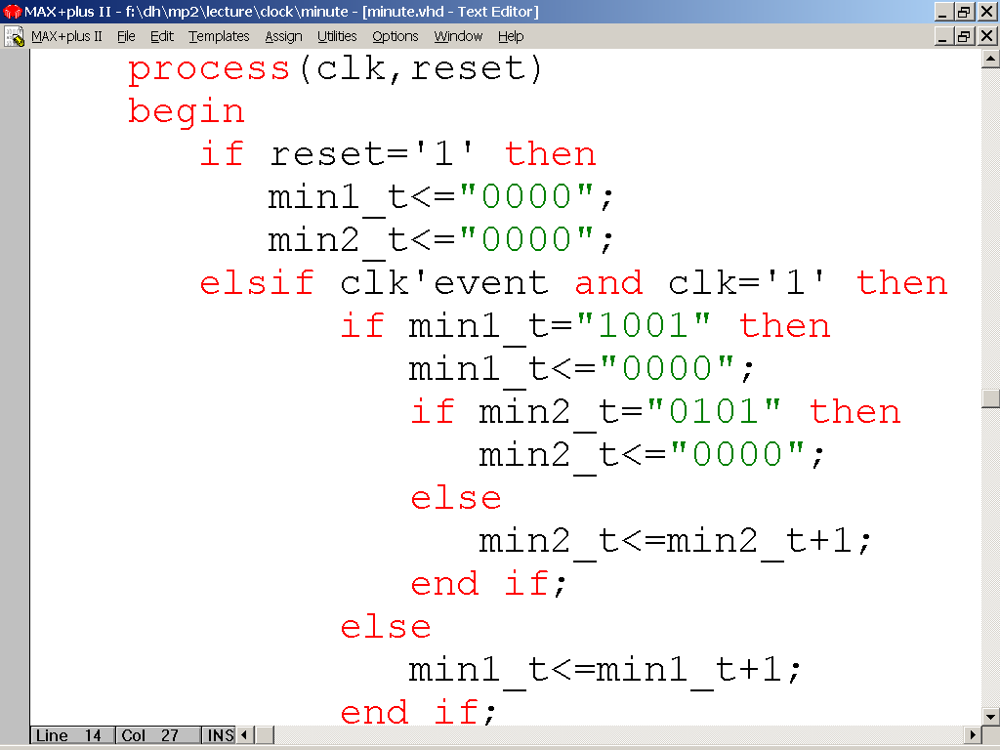 MAX+plus II - f:\dh\mp2\lecture\clock\minute - [minute.vhd - Text Editor]
MAX+plus II File Edit Templates Assign Utilities Options Window Help
process(clk,reset)
begin
if reset='1' then
min1_t<="0000";
min2_t<="0000";
elsif clk'event and clk='1' then
if min1_t="1001" then
min1_t<="0000";
if min2_t="0101" then
min2_t<="0000";
else
min2_t<=min2_t+1;
end if;
else
min1_t<=min1_t+1;
end if;
Line 14 Col 27 INS